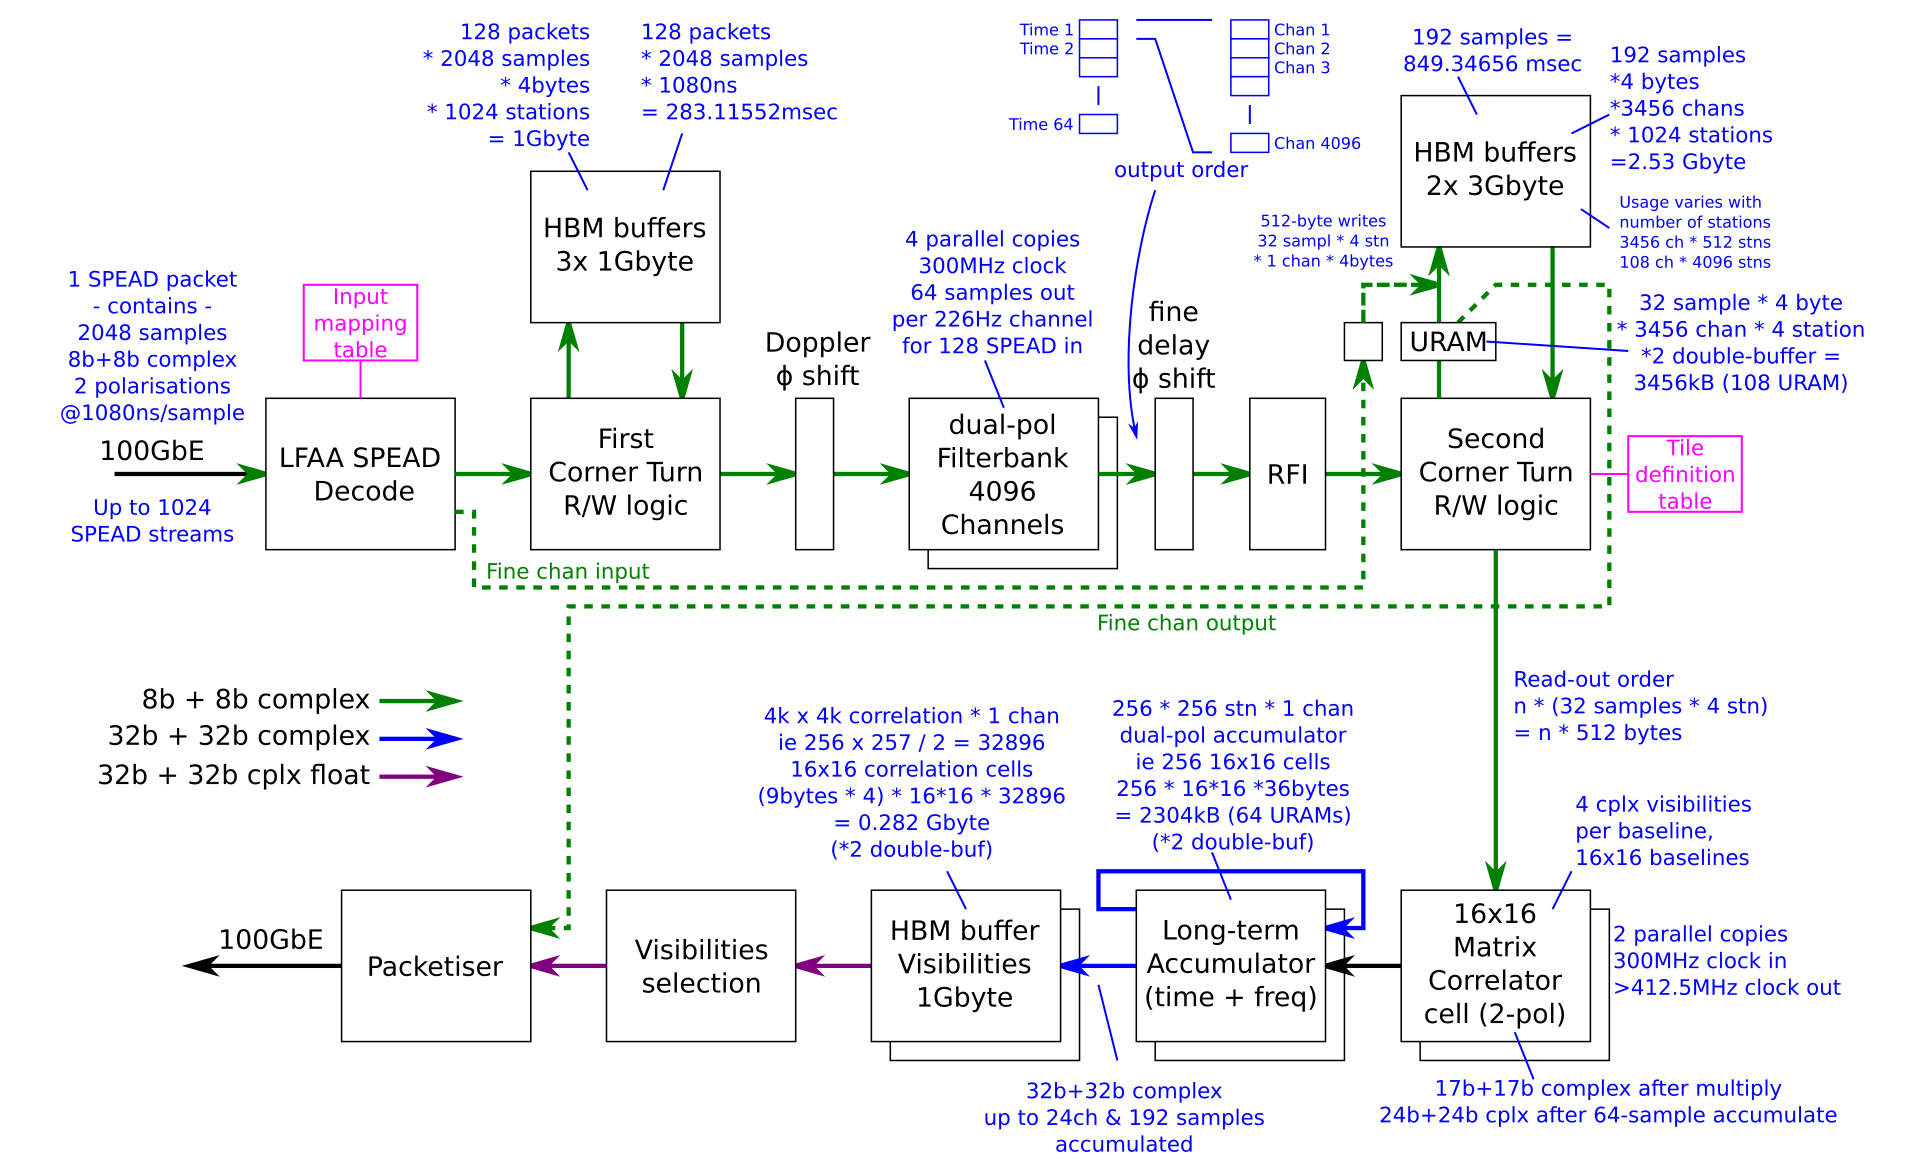 128 packets
* 2048 samples
* 4bytes
* 1024 stations
= 1Gbyte
128 packets
* 2048 samples
* 1080ns
= 283.11552msec
Time 1
Time 2
Time 64
Chan 1
Chan 2
Chan 3
Chan 4096
output order
192 samples =
849.34656 msec
192 samples
*4 bytes
*3456 chans
* 1024 stations
=2.53 Gbyte
HBM buffers
3x 1Gbyte
HBM buffers
2x 3Gbyte
Usage varies with
number of stations
3456 ch * 512 stns
108 ch * 4096 stns
512-byte writes
32 sampl * 4 stn
* 1 chan * 4bytes
4 parallel copies
300MHz clock
64 samples out
per 226Hz channel
for 128 SPEAD in
1 SPEAD packet
- contains -
2048 samples
8b+8b complex
2 polarisations
@1080ns/sample
Input
mapping
table
Doppler
ϕ shift
fine
delay
ϕ shift
URAM
32 sample * 4 byte
* 3456 chan * 4 station
*2 double-buffer =
3456kB (108 URAM)
100GbE
Up to 1024
SPEAD streams
LFAA SPEAD
Decode
First
Corner Turn
R/W logic
dual-pol
Filterbank
4096
Channels
RFI
Second
Corner Turn
R/W logic
Tile
definition
table
Fine chan input
Fine chan output
8b + 8b complex
32b + 32b complex
32b + 32b cplx float
4k x 4k correlation * 1 chan
ie 256 x 257 / 2 = 32896
16x16 correlation cells
(9bytes * 4) * 16*16 * 32896
= 0.282 Gbyte
(*2 double-buf)
256 * 256 stn * 1 chan
dual-pol accumulator
ie 256 16x16 cells
256 * 16*16 *36bytes
= 2304kB (64 URAMs)
(*2 double-buf)
Read-out order
n * (32 samples * 4 stn)
= n * 512 bytes
4 cplx visibilities
per baseline,
16x16 baselines
100GbE
Packetiser
Visibilities
selection
HBM buffer
Visibilities
1Gbyte
Long-term
Accumulator
(time + freq)
16x16
Matrix
Correlator
cell (2-pol)
2 parallel copies
300MHz clock in
>412.5MHz clock out
32b+32b complex
up to 24ch & 192 samples
accumulated
17b+17b complex after multiply
24b+24b cplx after 64-sample accumulate